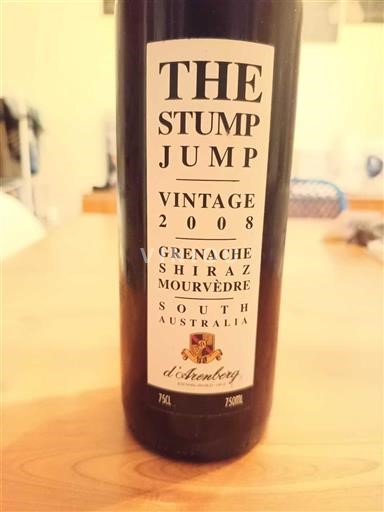 THE
STUMP
JUMP
VINTAGE
2008
GRENACHE
SHIRAZ
MOURVÈDRE
SOUTH
AUSTRALIA
d'Arenberg
75CL 750ML